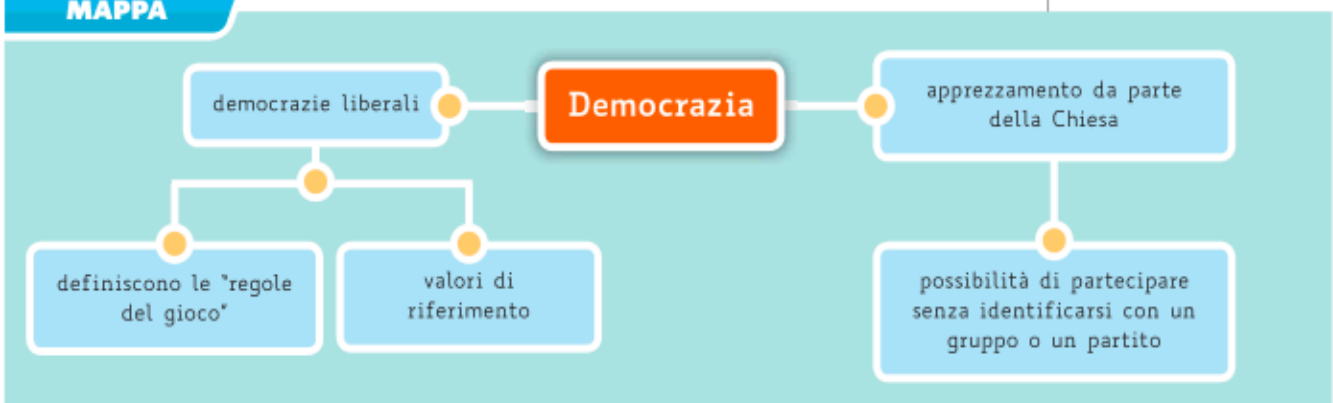 MAPPA
democrazie liberali
Democrazia
apprezzamento da parte
della Chiesa
definiscono le "regole
del gioco"
valori di
riferimento
possibilità di partecipare
senza identificarsi con un
gruppo o un partito